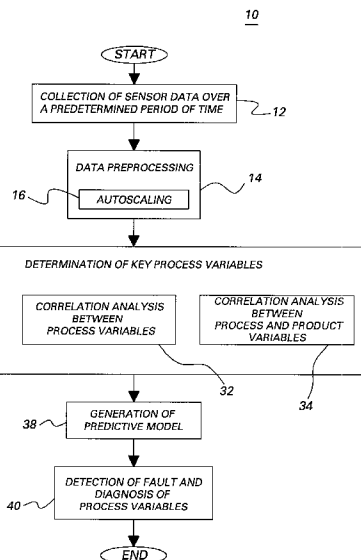 10
START
COLLECTION OF SENSOR DATA OVER
A PREDETERMINED PERIOD OF TIME
12
DATA PREPROCESSING
14
16
AUTOSCALING
DETERMINATION OF KEY PROCESS VARIABLES
CORRELATION ANALYSIS
BETWEEN
PROCESS VARIABLES
32
CORRELATION ANALYSIS
BETWEEN
PROCESS AND PRODUCT
VARIABLES
34
GENERATION OF
PREDICTIVE MODEL
38
DETECTION OF FAULT AND
DIAGNOSIS OF
PROCESS VARIABLES
40
END